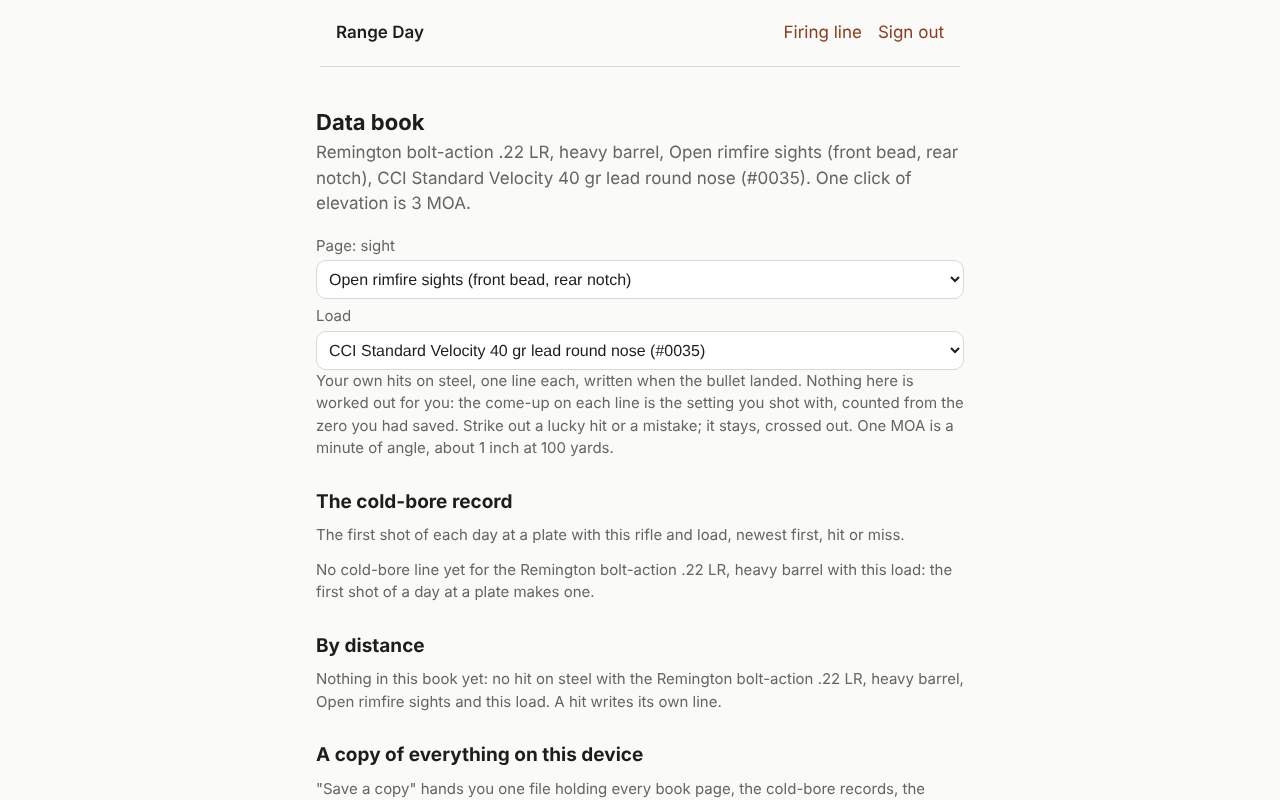 Range Day
Firing line
Sign out
Data book
Remington bolt-action .22 LR, heavy barrel, Open rimfire sights (front bead, rear
notch), CCI Standard Velocity 40 gr lead round nose (#0035). One click of
elevation is 3 MOA.
Page: sight
Open rimfire sights (front bead, rear notch)
Load
CCI Standard Velocity 40 gr lead round nose (#0035)
Your own hits on steel, one line each, written when the bullet landed. Nothing here is
worked out for you: the come-up on each line is the setting you shot with, counted from the
zero you had saved. Strike out a lucky hit or a mistake; it stays, crossed out. One MOA is a
minute of angle, about 1 inch at 100 yards.
The cold-bore record
The first shot of each day at a plate with this rifle and load, newest first, hit or miss.
No cold-bore line yet for the Remington bolt-action .22 LR, heavy barrel with this load: the
first shot of a day at a plate makes one.
By distance
Nothing in this book yet: no hit on steel with the Remington bolt-action .22 LR, heavy barrel,
Open rimfire sights and this load. A hit writes its own line.
A copy of everything on this device
"Save a copy" hands you one file holding every book page, the cold-bore records, the